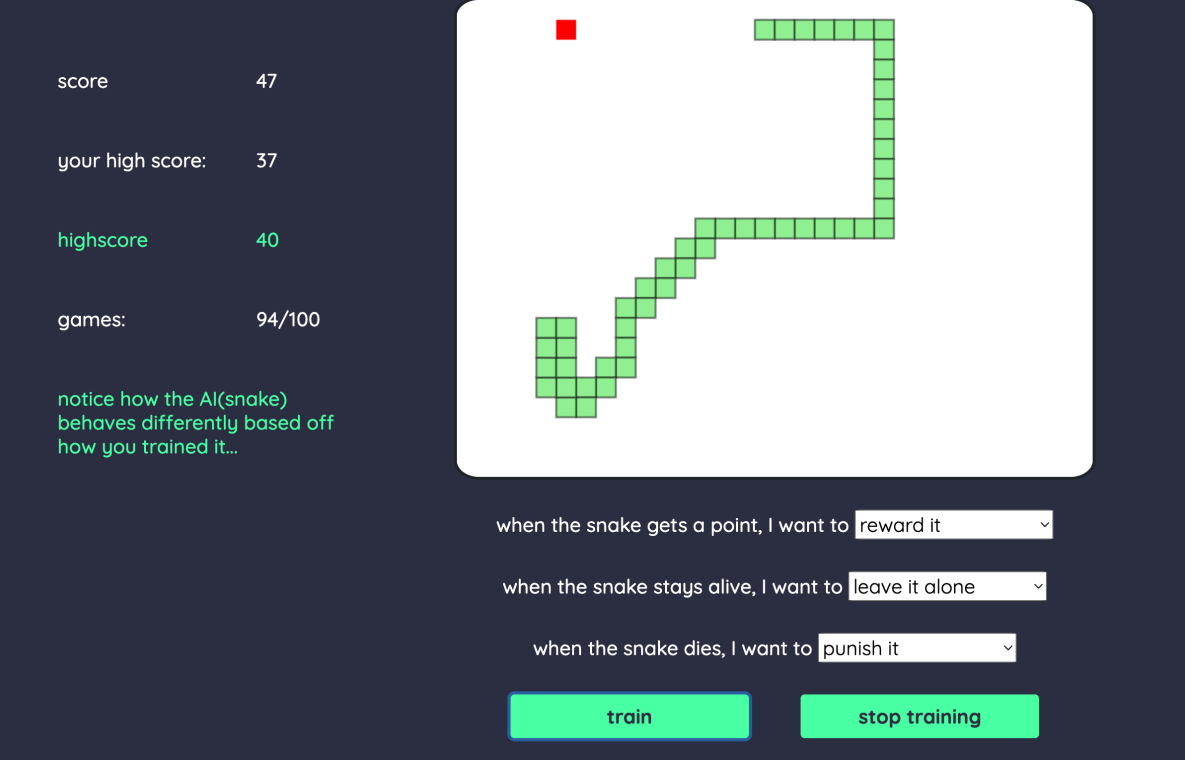 score 47
your high score: 37
highscore 40
games: 94/100
notice how the AI(snake)
behaves differently based off
how you trained it...
when the snake gets a point, I want to reward it
when the snake stays alive, I want to leave it alone
when the snake dies, I want to punish it
train
stop training